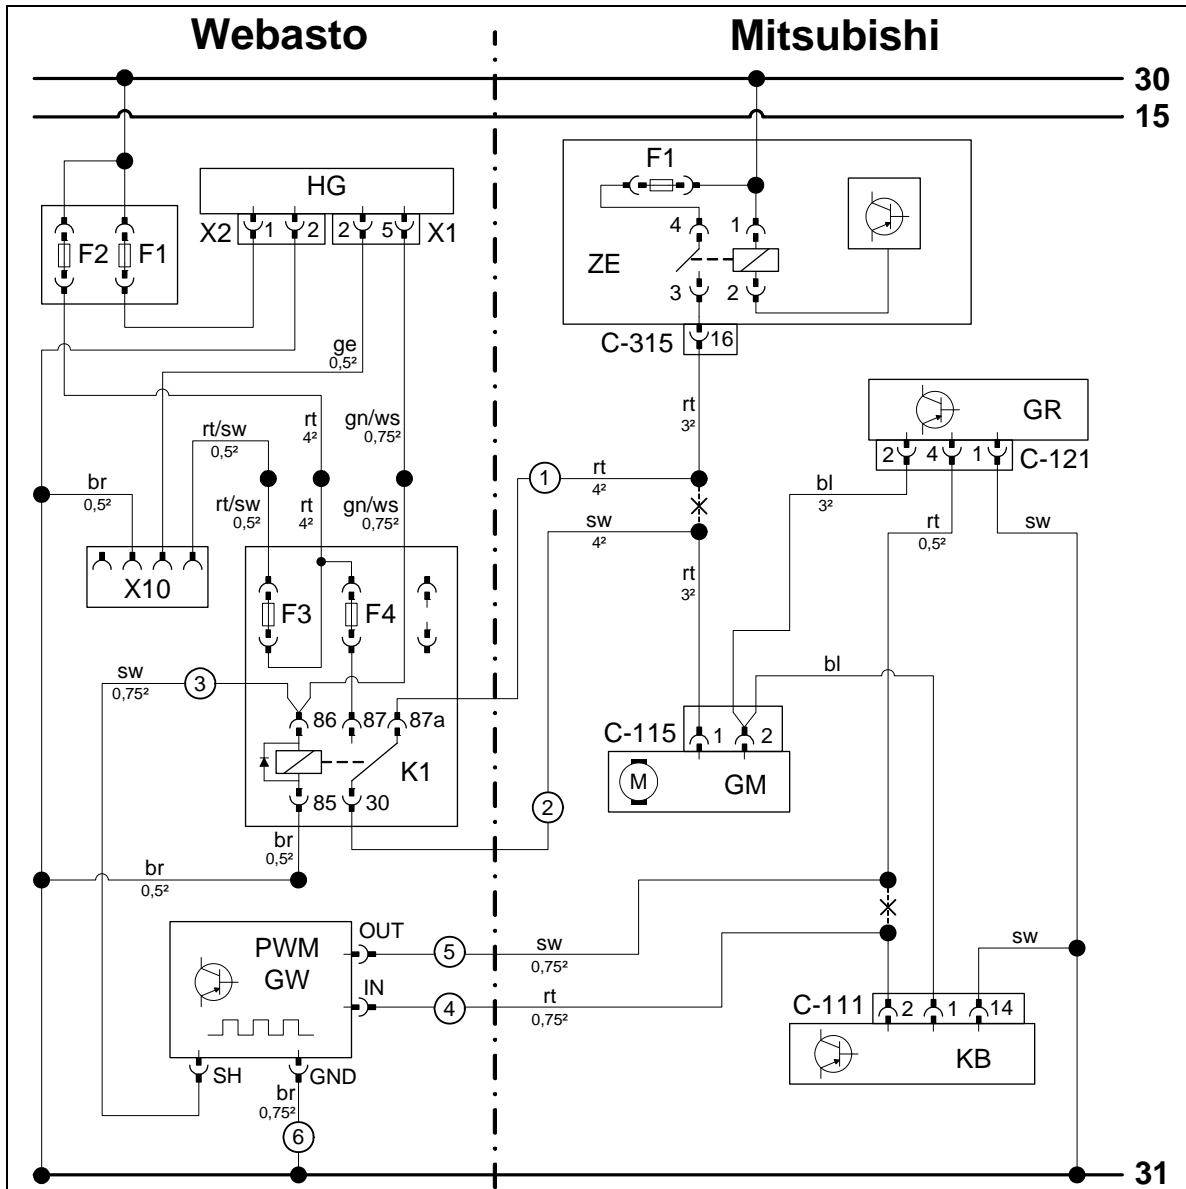 Webasto
Mitsubishi
30
15
HG
X2 1 2 2 5 X1
F2 F1
F1
4 1
ZE
3 2
C-315 16
ge
0,5²
rt/sw
0,5²
rt
4²
gn/ws
0,75²
rt
3²
GR
2 4 1 C-121
br
0,5²
rt/sw
0,5²
rt
4²
gn/ws
0,75²
1
rt
4²
sw
4²
bl
3²
rt
0,5²
sw
X10
F3 F4
rt
3²
sw
0,75²
3
bl
86 87 87a
K1
85 30
2
C-115 1 2
M GM
br
0,5²
br
0,5²
PWM
GW
OUT
IN
5
sw
0,75²
4
rt
0,75²
sw
C-111 2 1 14
KB
SH GND
br
0,75²
6
31